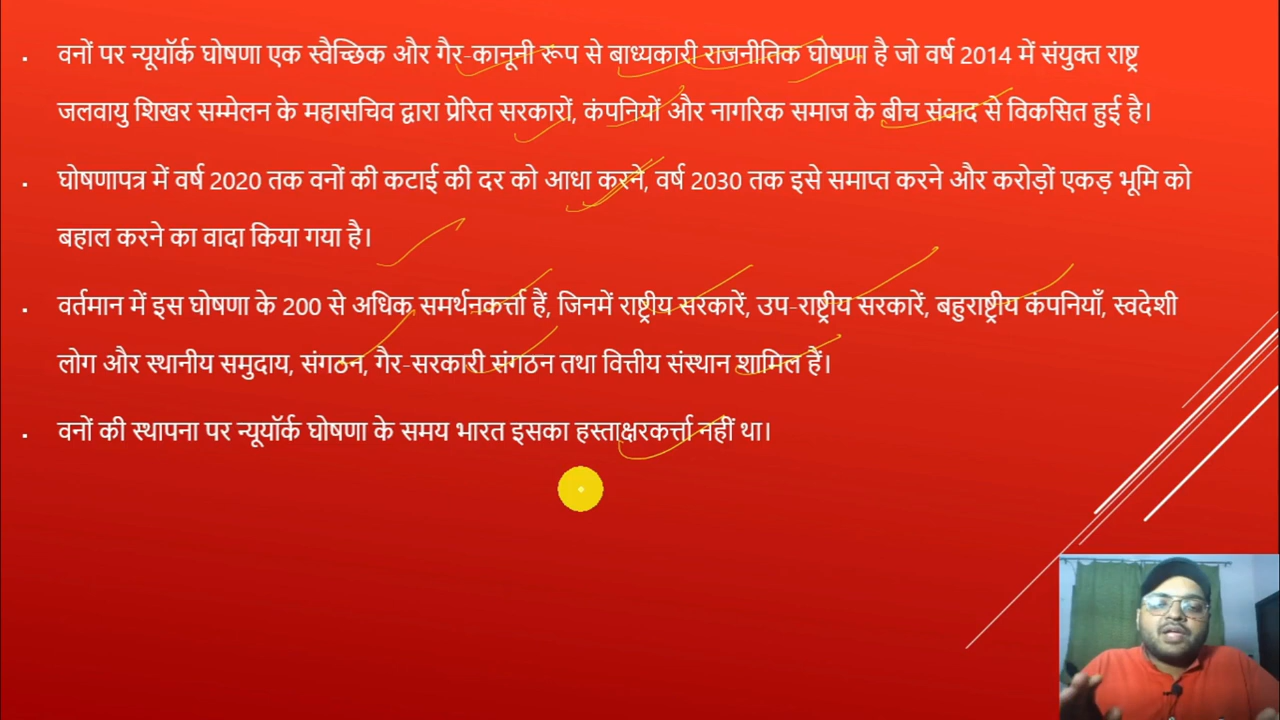 ▪ वनों पर न्यूयॉर्क घोषणा एक स्वैच्छिक और गैर-कानूनी रूप से बाध्यकारी राजनीतिक घोषणा है जो वर्ष 2014 में संयुक्त राष्ट्र
जलवायु शिखर सम्मेलन के महासचिव द्वारा प्रेरित सरकारों, कंपनियों और नागरिक समाज के बीच संवाद से विकसित हुई है।
▪ घोषणापत्र में वर्ष 2020 तक वनों की कटाई की दर को आधा करने, वर्ष 2030 तक इसे समाप्त करने और करोड़ों एकड़ भूमि को
बहाल करने का वादा किया गया है।
▪ वर्तमान में इस घोषणा के 200 से अधिक समर्थनकर्त्ता हैं, जिनमें राष्ट्रीय सरकारें, उप-राष्ट्रीय सरकारें, बहुराष्ट्रीय कंपनियाँ, स्वदेशी
लोग और स्थानीय समुदाय, संगठन, गैर-सरकारी संगठन तथा वित्तीय संस्थान शामिल हैं।
▪ वनों की स्थापना पर न्यूयॉर्क घोषणा के समय भारत इसका हस्ताक्षरकर्त्ता नहीं था।